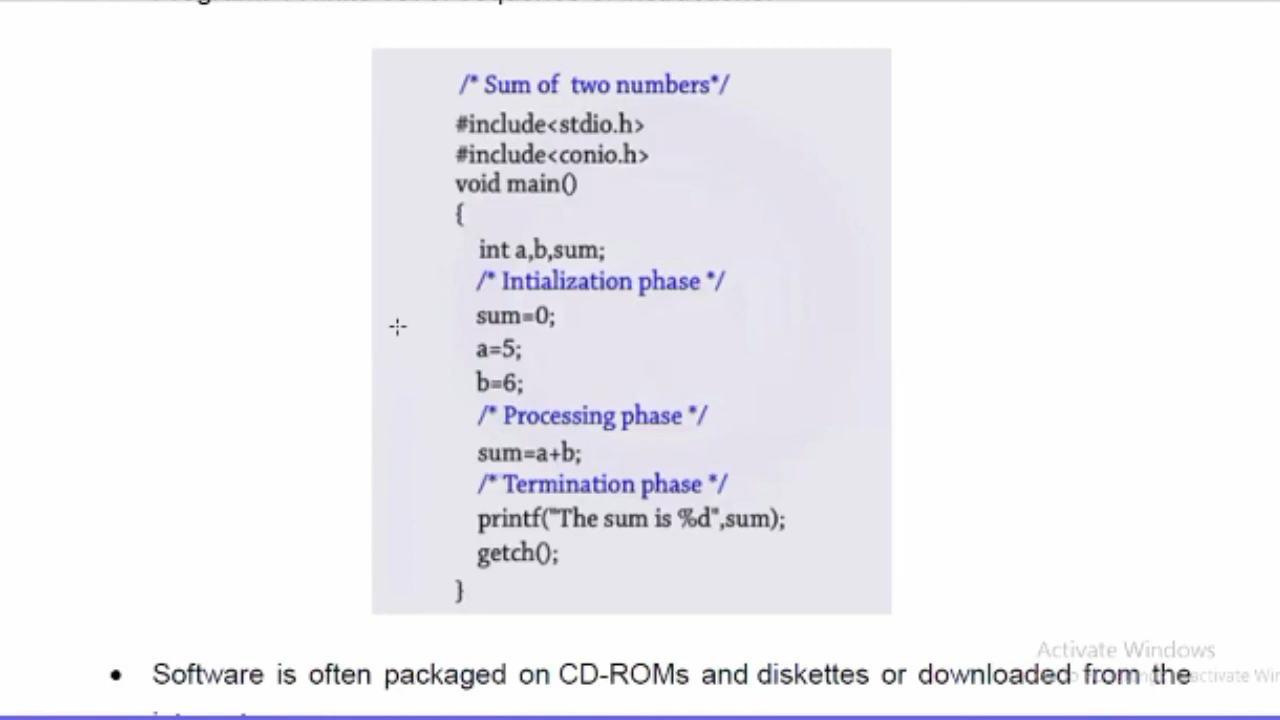 /* Sum of two numbers*/
#include<stdio.h>
#include<conio.h>
void main()
{
int a,b,sum;
/* Intialization phase */
sum=0;
a=5;
b=6;
/* Processing phase */
sum=a+b;
/* Termination phase */
printf("The sum is %d",sum);
getch();
}
Activate Windows
• Software is often packaged on CD-ROMs and diskettes or downloaded from the